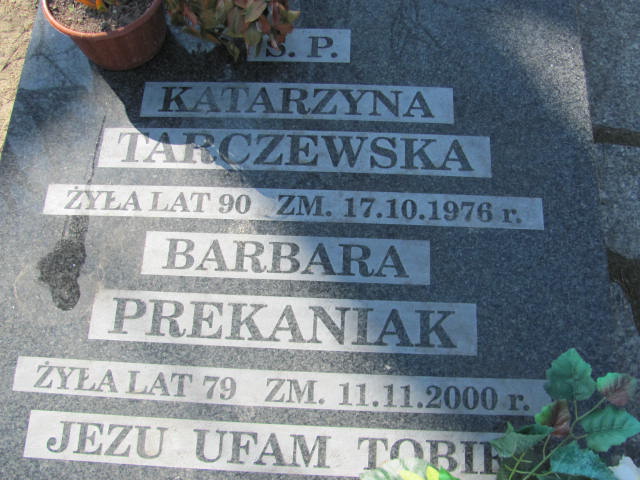 Ś. P.
KATARZYNA
TARCZEWSKA
ŻYŁA LAT 90 ZM. 17.10.1976 r.
BARBARA
PREKANIAK
ŻYŁA LAT 79 ZM. 11.11.2000 r.
JEZU UFAM TOBIE